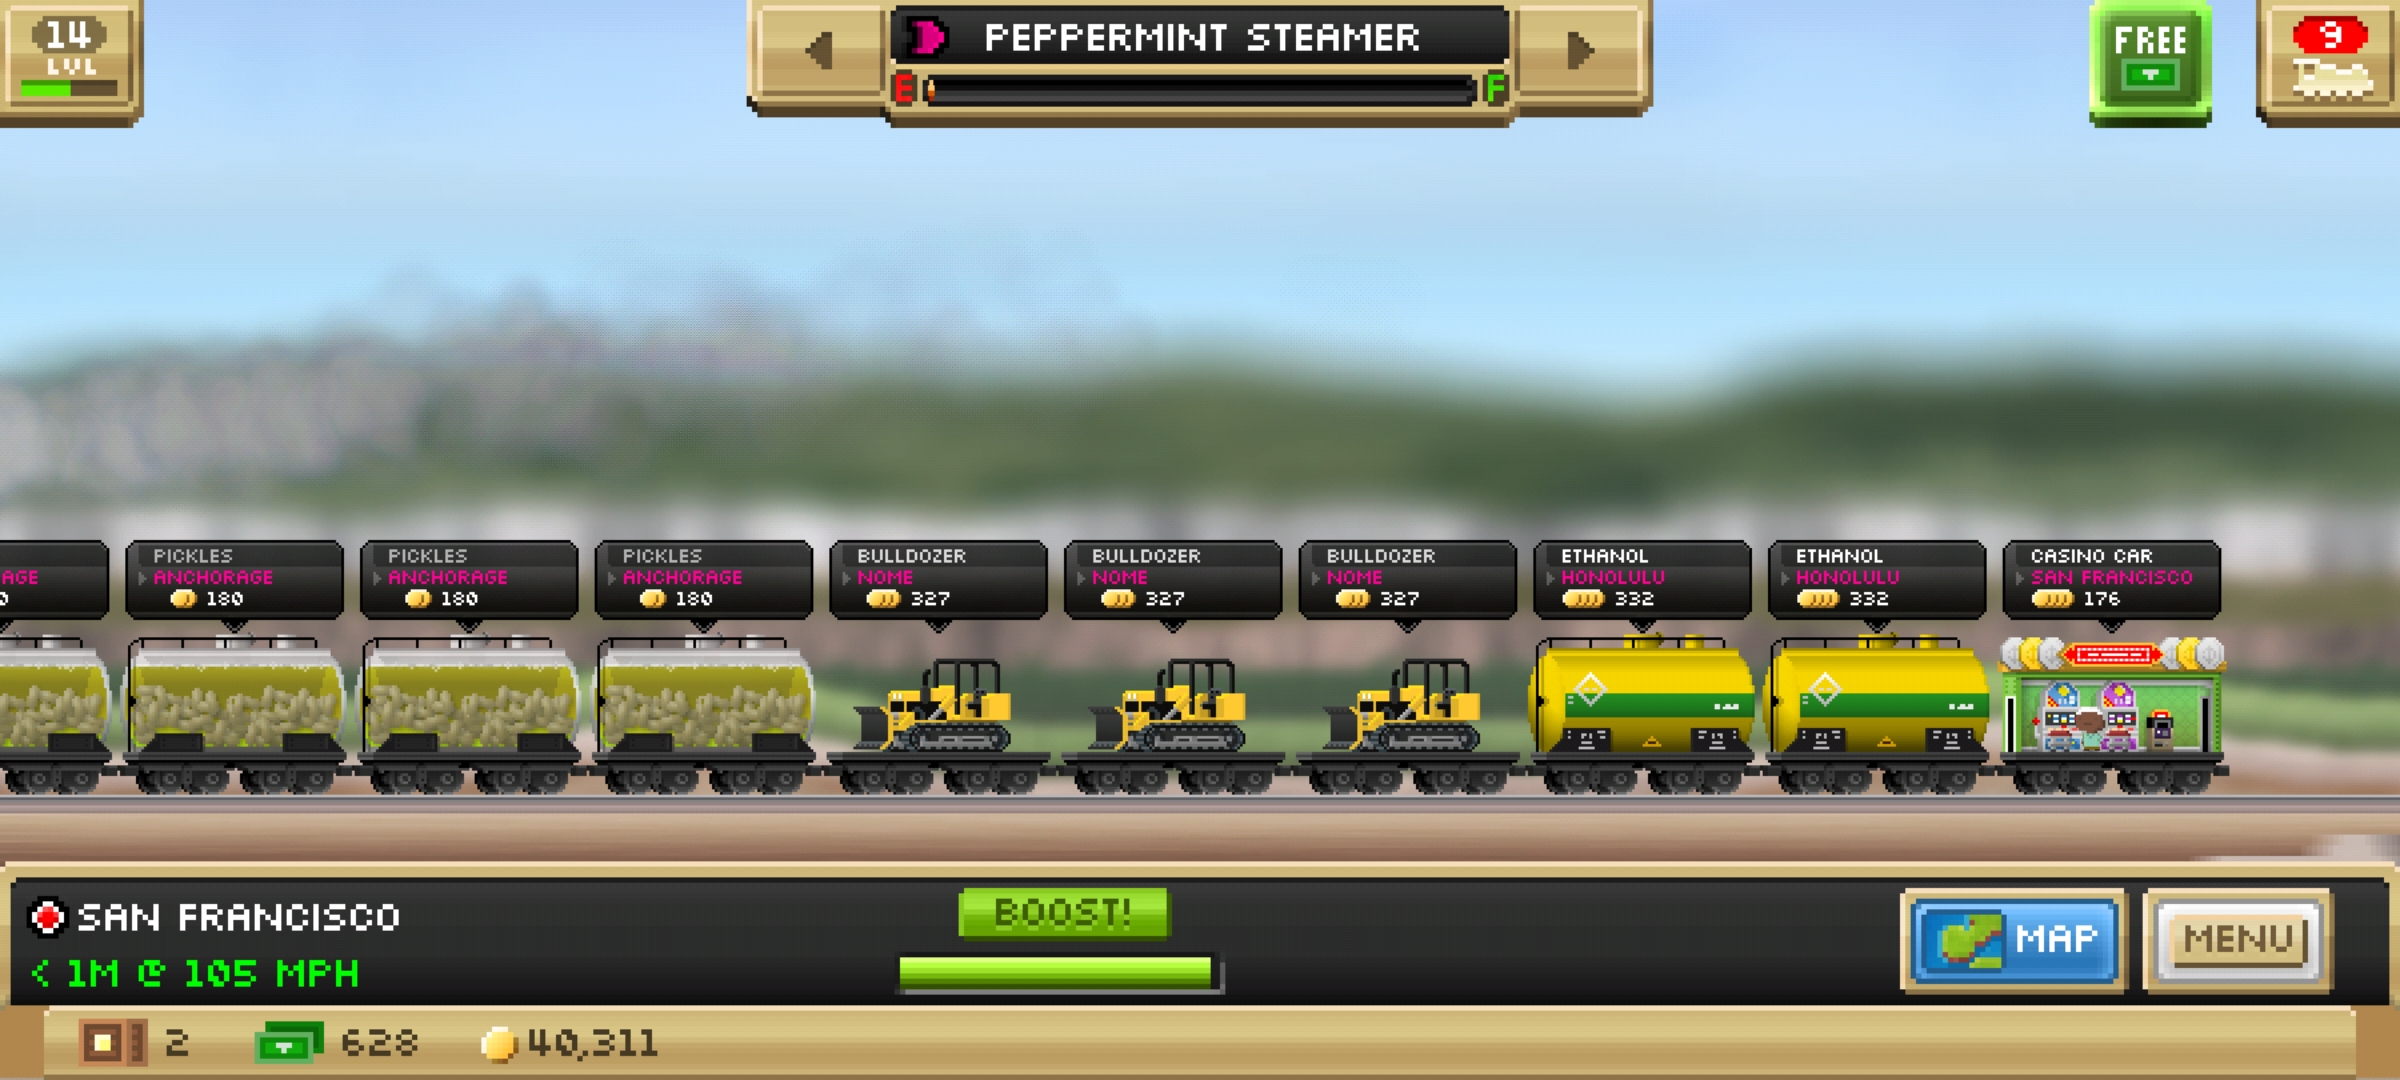 14
LVL
PEPPERMINT STEAMER
E
F
FREE
9
AGE
0
PICKLES
ANCHORAGE
180
PICKLES
ANCHORAGE
180
PICKLES
ANCHORAGE
180
BULLDOZER
NOME
327
BULLDOZER
NOME
327
BULLDOZER
NOME
327
ETHANOL
HONOLULU
332
ETHANOL
HONOLULU
332
CASINO CAR
SAN FRANCISCO
176
SAN FRANCISCO
< 1M @ 105 MPH
BOOST!
MAP
MENU
2
628
40,311